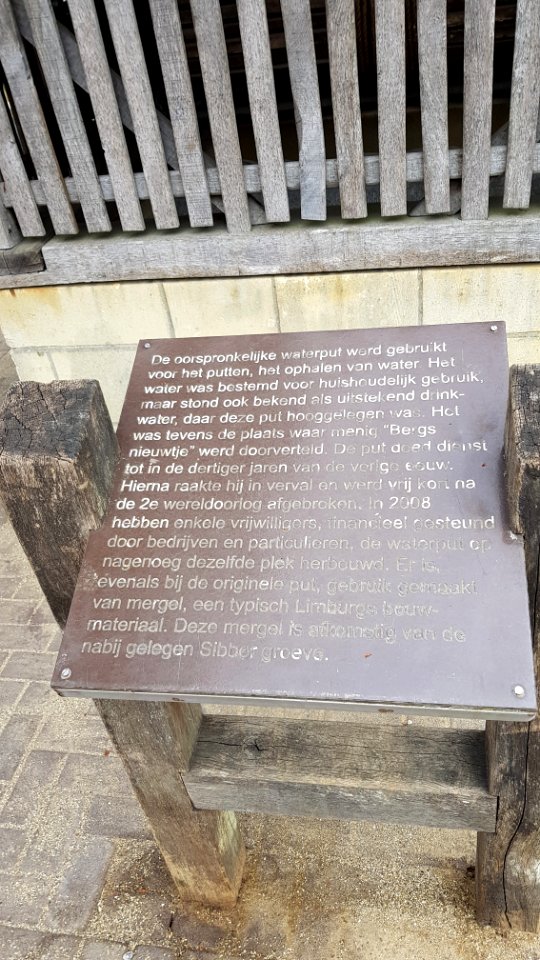 De oorspronkelijke waterput werd gebruikt
voor het putten, het ophalen van water. Het
water was bestemd voor huishoudelijk gebruik,
maar stond ook bekend als uitstekend drink-
water, daar deze put hooggelegen was. Het
was tevens de plaats waar menig "Bergs
nieuwtje" werd doorverteld. De put deed dienst
tot in de dertiger jaren van de vorige eeuw.
Hierna raakte hij in verval en werd vrij kort na
de 2e wereldoorlog afgebroken. In 2008
hebben enkele vrijwilligers, financieel gesteund
door bedrijven en particulieren, de waterput op
nagenoeg dezelfde plek herbouwd. Er is,
evenals bij de originele put, gebruik gemaakt
van mergel, een typisch Limburgs bouw-
materiaal. Deze mergel is afkomstig van de
nabij gelegen Sibber groeve.